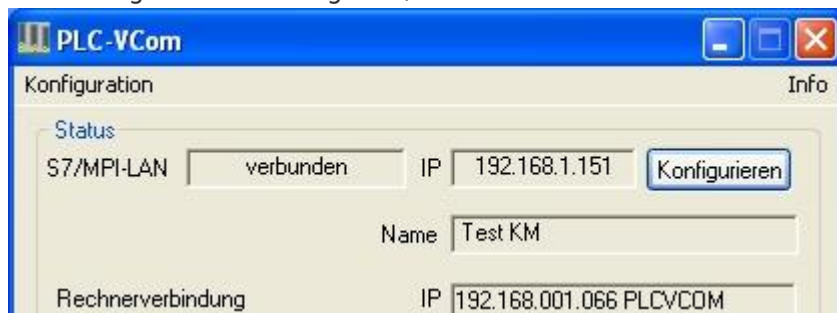 PLC-VCom
Konfiguration Info
Status
S7/MPI-LAN verbunden IP 192.168.1.151 Konfigurieren
Name Test KM
Rechnerverbindung IP 192.168.001.066 PLCVCOM